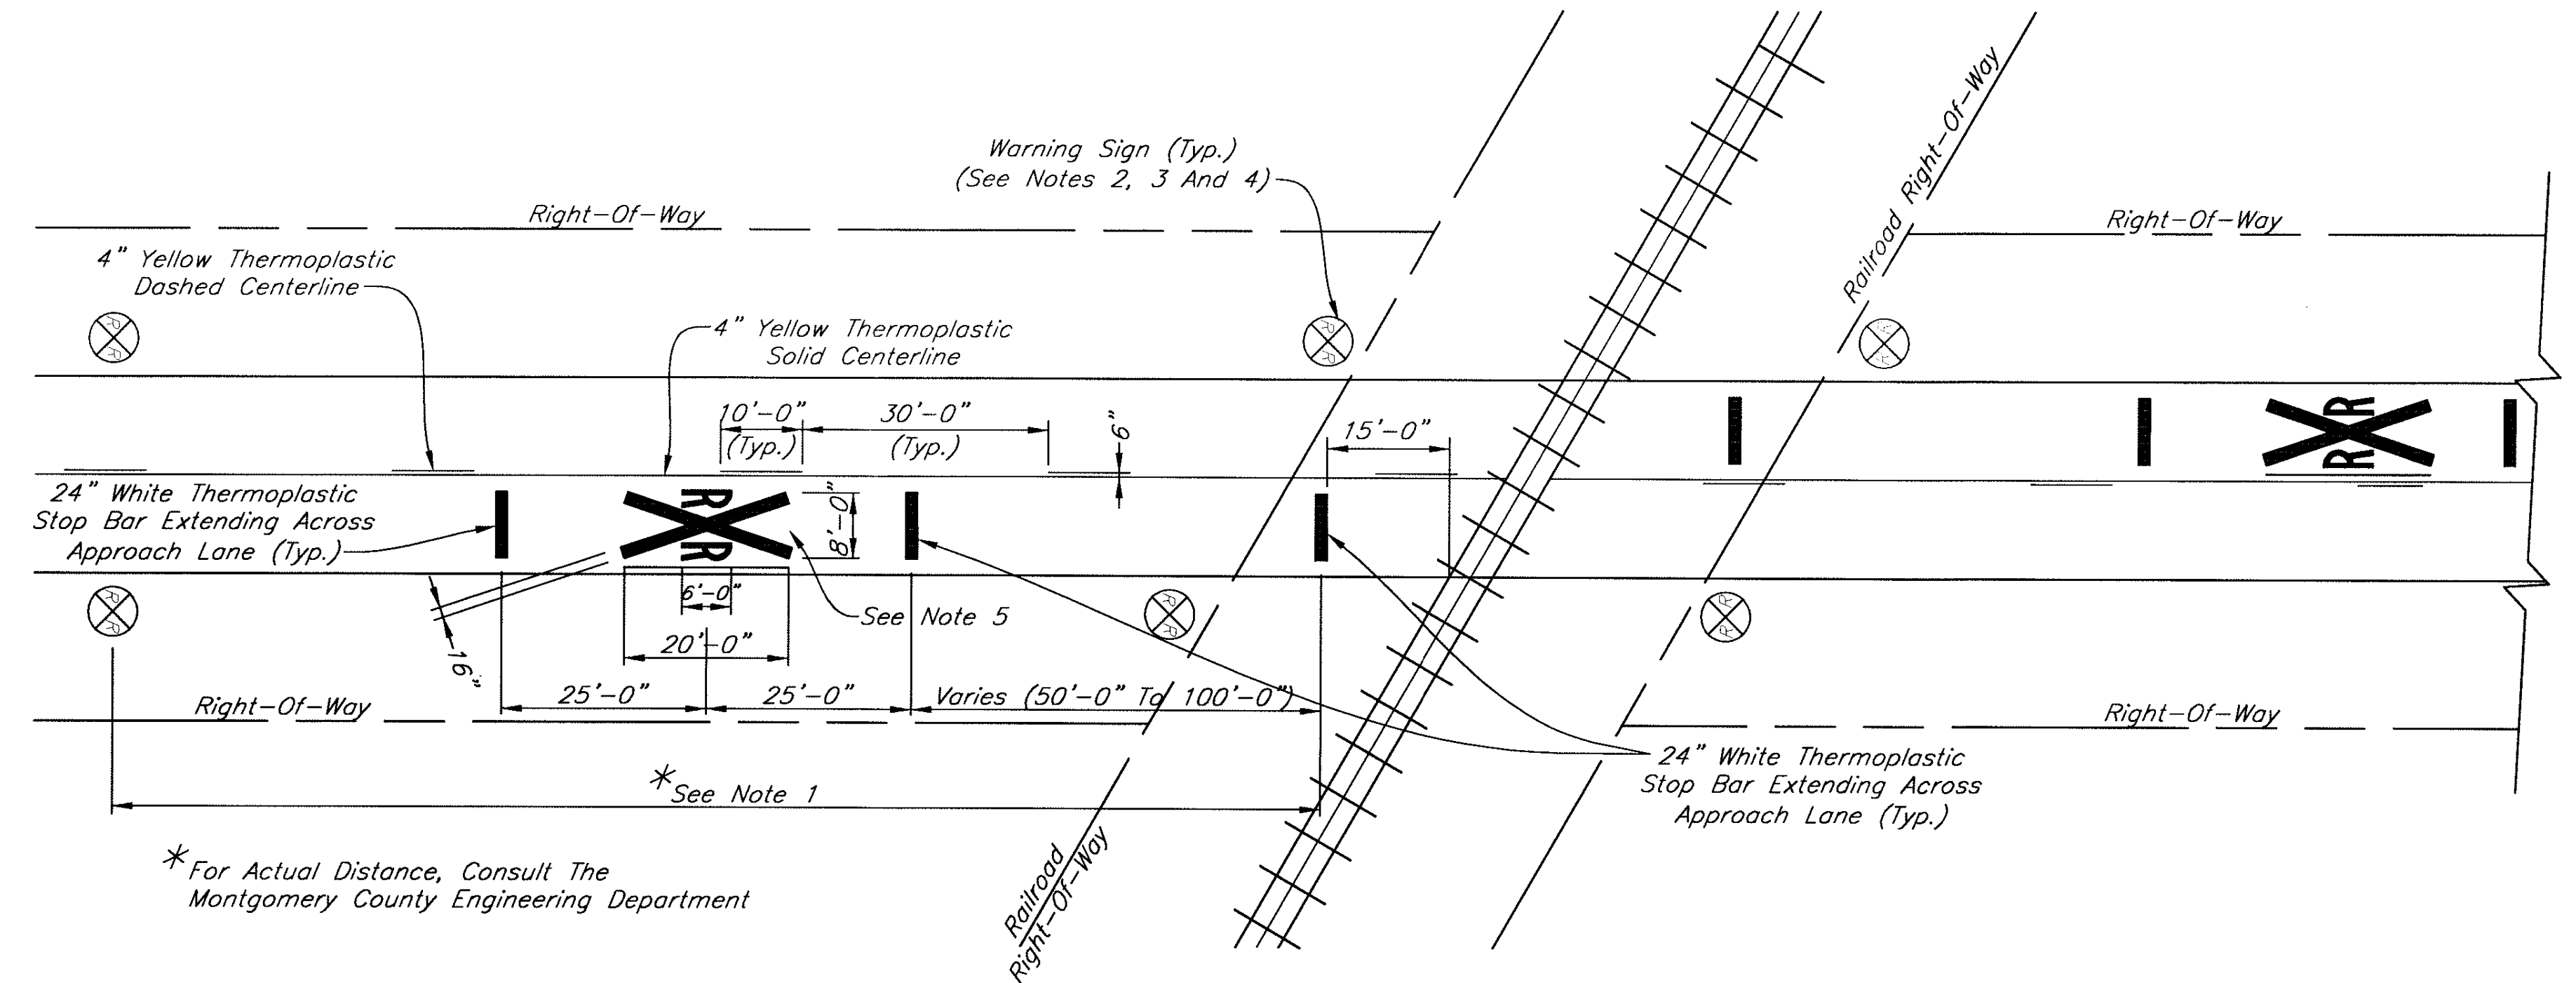 Warning Sign (Typ.)
(See Notes 2, 3 And 4)
Railroad Right-Of-Way
Right-Of-Way
Right-Of-Way
4" Yellow Thermoplastic
Dashed Centerline
R R
R R
4" Yellow Thermoplastic
Solid Centerline
10'-0"
(Typ.)
30'-0"
(Typ.)
6"
15'-0"
R R
24" White Thermoplastic
Stop Bar Extending Across
Approach Lane (Typ.)
R R
8'-0"
6'-0"
See Note 5
R R
R R
R R
16"
20'-0"
25'-0"
25'-0"
Varies (50'-0" To 100'-0")
Right-Of-Way
Right-Of-Way
24" White Thermoplastic
Stop Bar Extending Across
Approach Lane (Typ.)
* See Note 1
* For Actual Distance, Consult The
Montgomery County Engineering Department
Railroad
Right-Of-Way